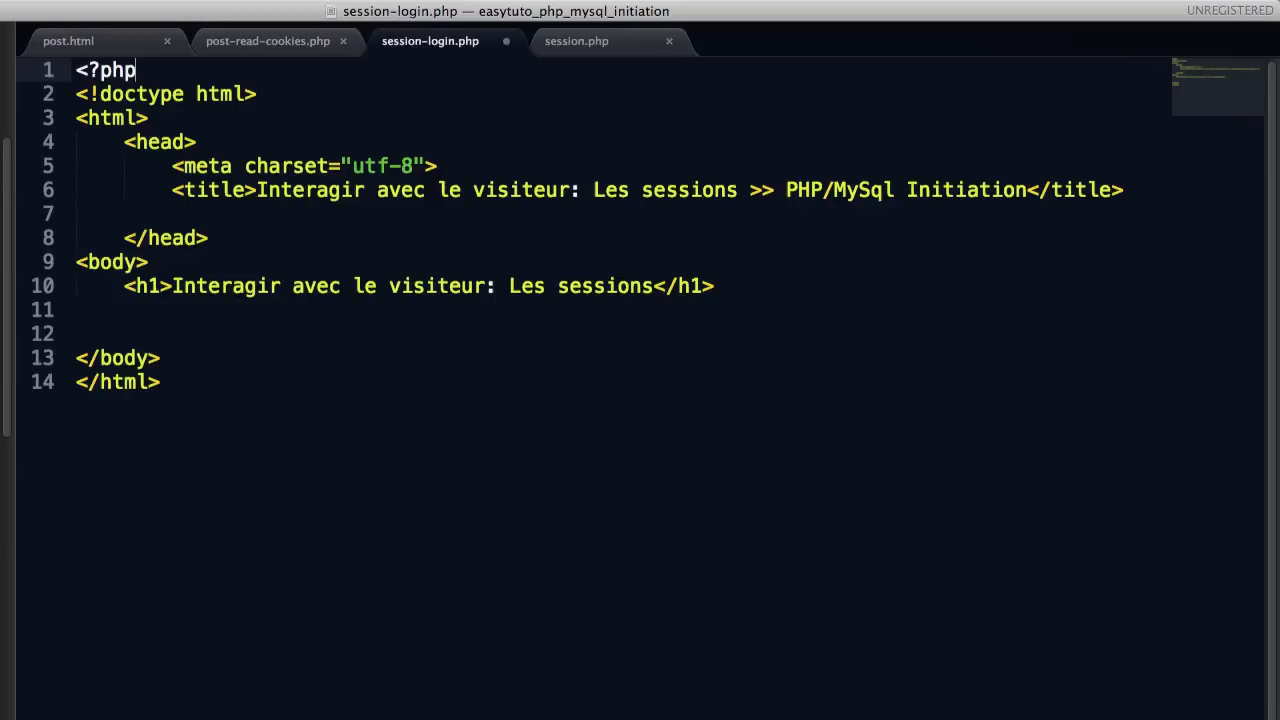 session-login.php — easytuto_php_mysql_initiation
UNREGISTERED
post.html × post-read-cookies.php × session-login.php session.php ×
1 <?php
2 <!doctype html>
3 <html>
4 <head>
5 <meta charset="utf-8">
6 <title>Interagir avec le visiteur: Les sessions >> PHP/MySql Initiation</title>
7
8 </head>
9 <body>
10 <h1>Interagir avec le visiteur: Les sessions</h1>
11
12
13 </body>
14 </html>